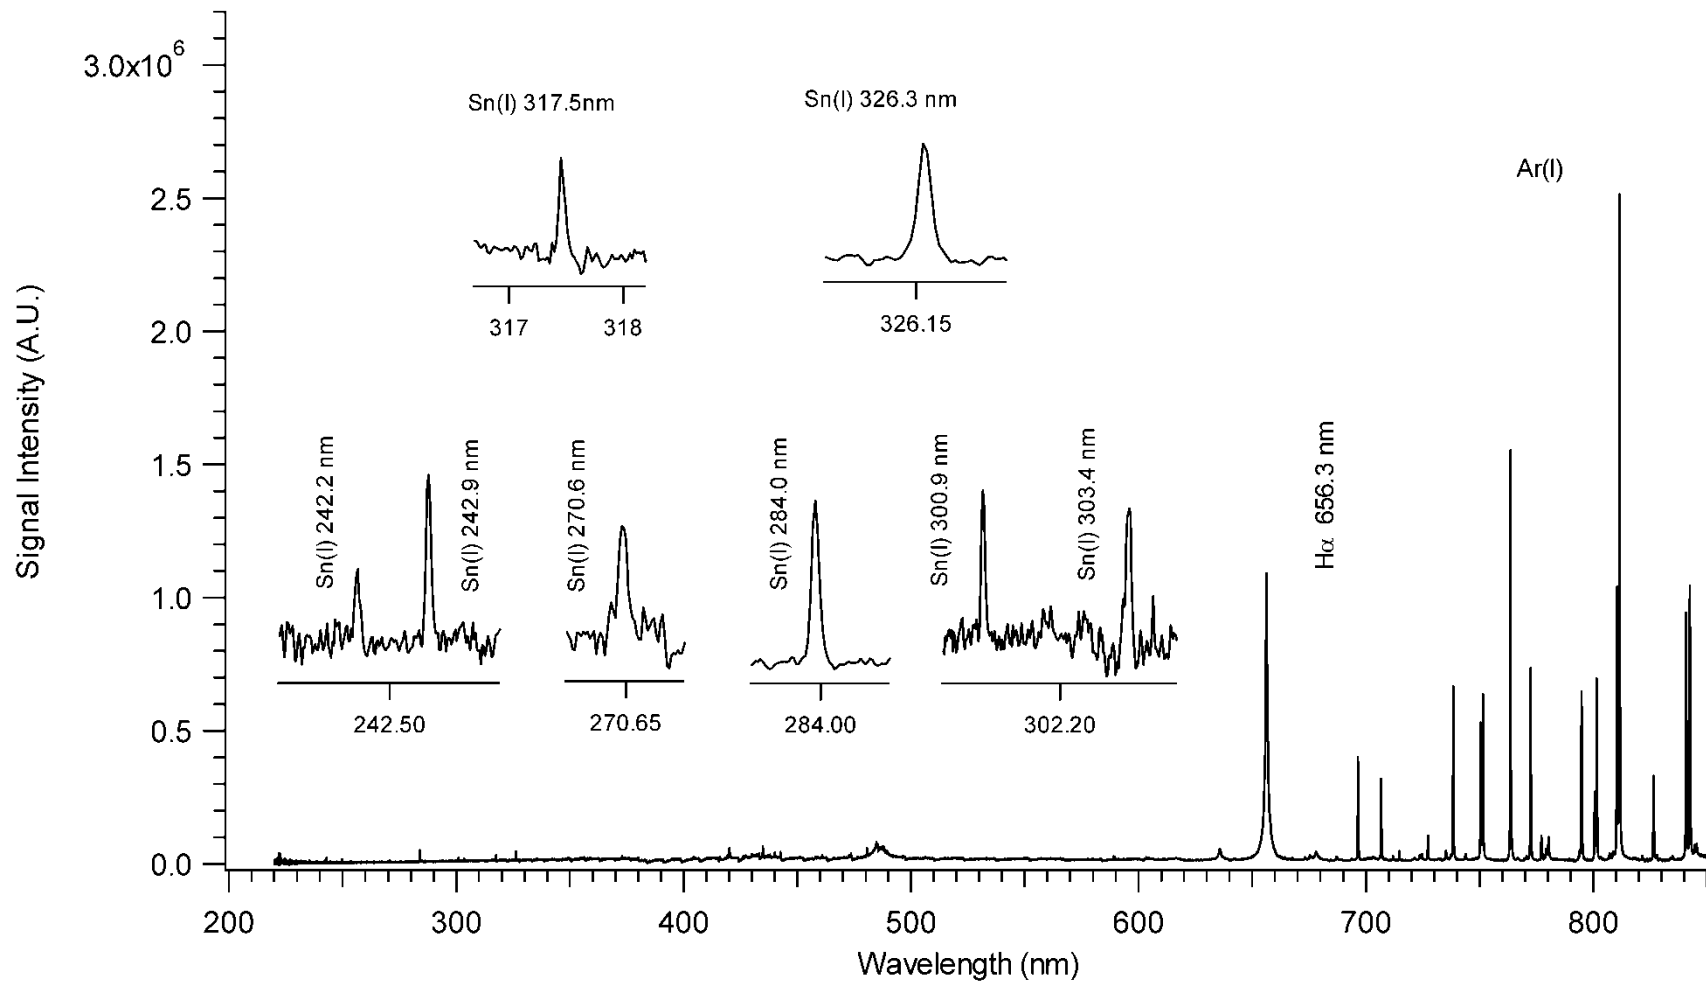 3.0x10⁶
2.5
2.0
1.5
1.0
0.5
0.0
Signal Intensity (A.U.)
Sn(I) 317.5nm
317
318
Sn(I) 326.3 nm
326.15
Ar(I)
Sn(I) 242.2 nm
Sn(I) 242.9 nm
242.50
Sn(I) 270.6 nm
270.65
Sn(I) 284.0 nm
284.00
Sn(I) 300.9 nm
Sn(I) 303.4 nm
302.20
Hα 656.3 nm
200
300
400
500
600
700
800
Wavelength (nm)